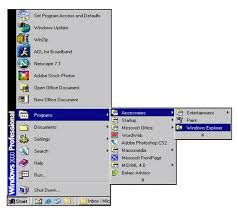 Set Program Access and Defaults
Windows Update
WinZip
AOL for Broadband
Netscape 7.1
Adobe Stock Photos
Open Office Document
New Office Document
Programs
Documents
Settings
Search
Help
Run...
Shut Down...
Windows 2000 Professional
Start
Inbox - Mic
Accessories
Startup
Microsoft Office
WordWeb
Adobe Photoshop CS2
Macromedia
Microsoft FrontPage
MSXML 4.0
Belarc Advisor
Entertainment
Paint
Windows Explorer